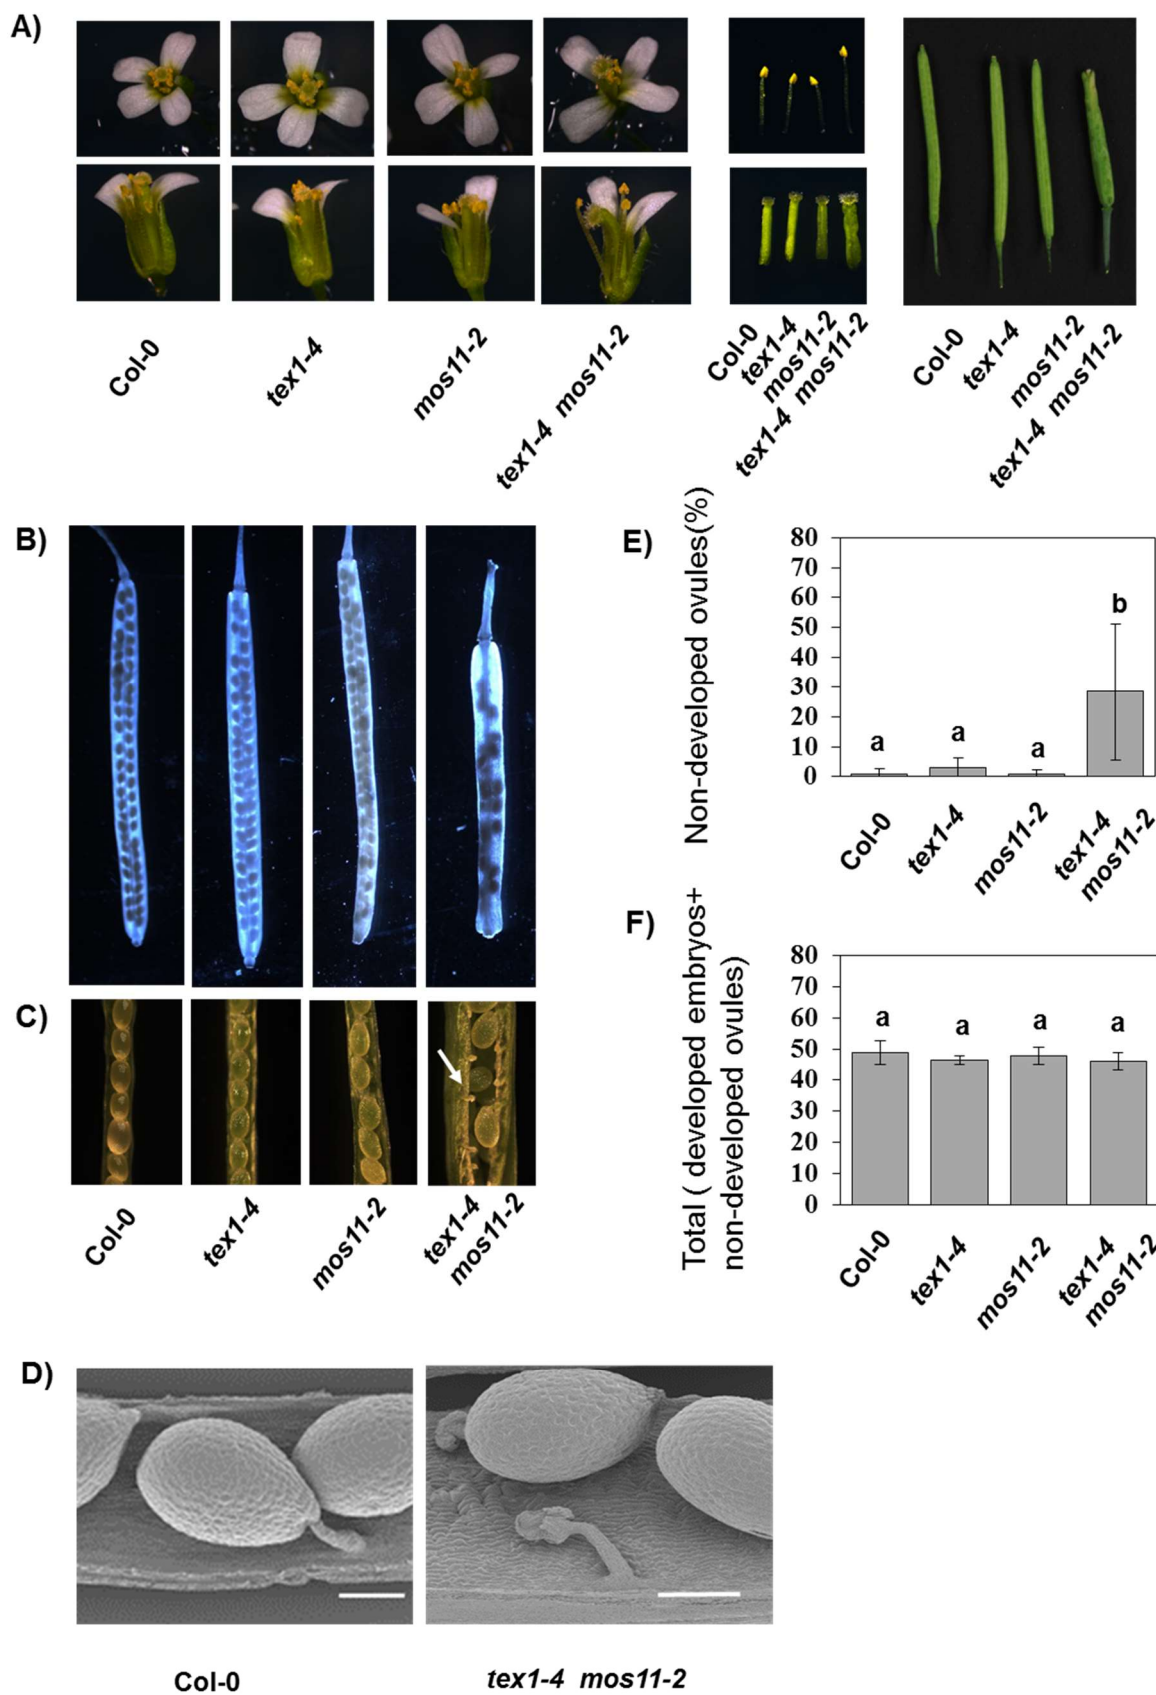 A)
Col-0
tex1-4
mos11-2
tex1-4 mos11-2
Col-0
tex1-4
mos11-2
tex1-4 mos11-2
Col-0
tex1-4
mos11-2
tex1-4 mos11-2
B)
C)
Col-0
tex1-4
mos11-2
tex1-4
mos11-2
E)
Non-developed ovules(%)
80
70
60
50
40
30
20
10
0
a
a
a
b
Col-0
tex1-4
mos11-2
tex1-4
mos11-2
F)
Total ( developed embryos+
non-developed ovules)
80
70
60
50
40
30
20
10
0
a
a
a
a
Col-0
tex1-4
mos11-2
tex1-4
mos11-2
D)
Col-0
tex1-4 mos11-2